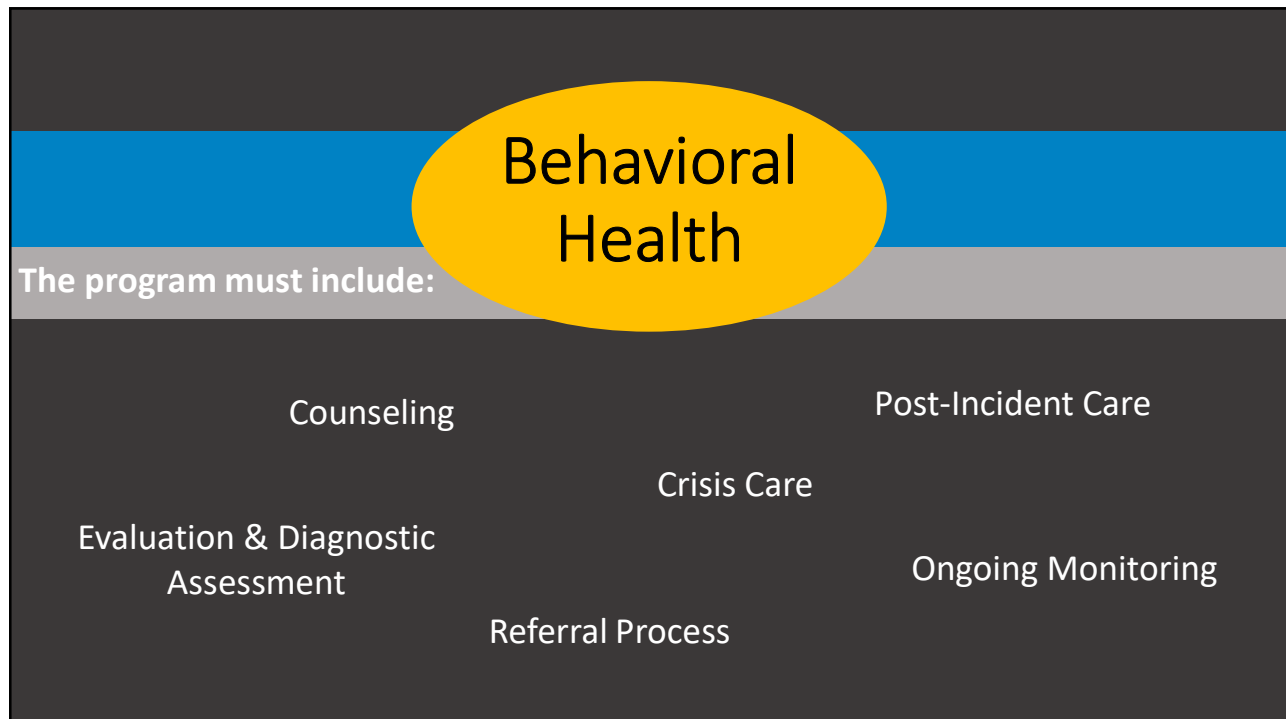 Behavioral
Health
The program must include:
Counseling
Post-Incident Care
Crisis Care
Evaluation & Diagnostic
Assessment
Ongoing Monitoring
Referral Process